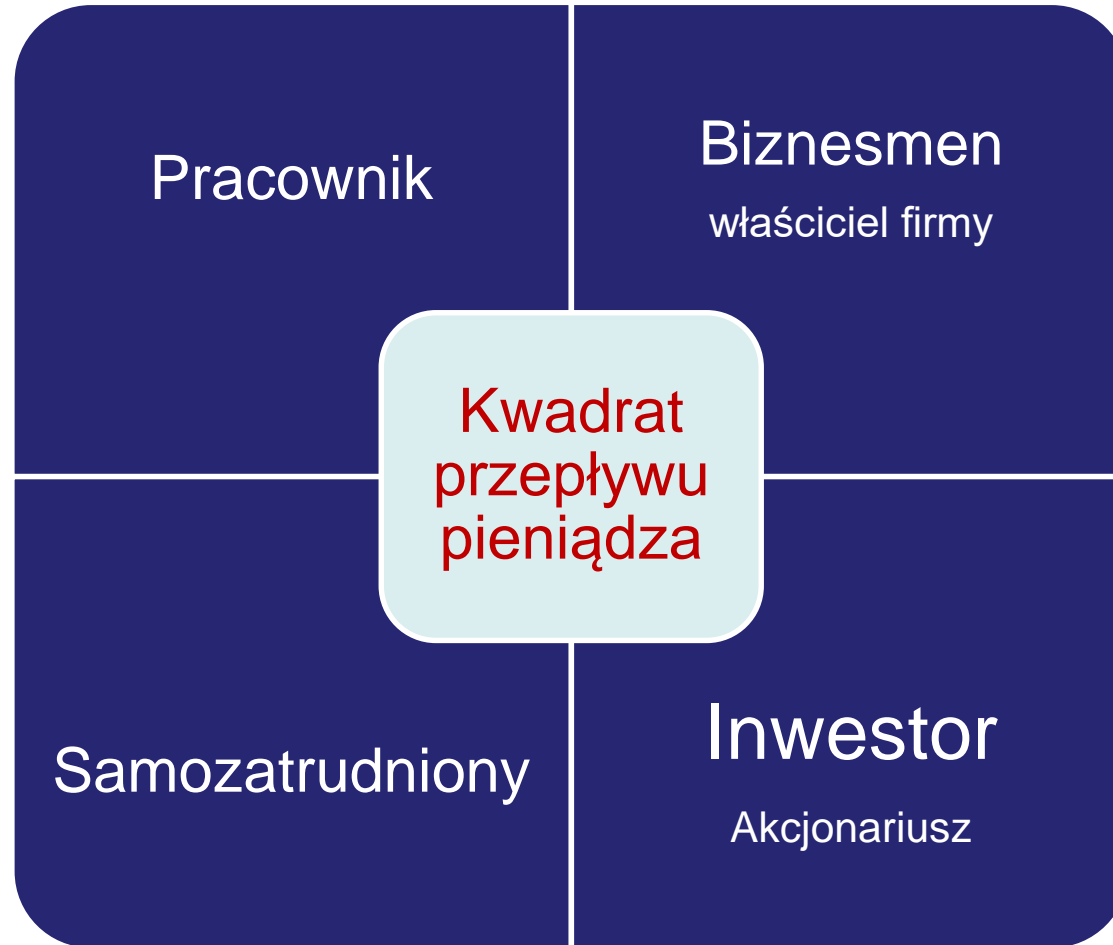 Pracownik
Biznesmen
właściciel firmy
Kwadrat
przepływu
pieniądza
Samozatrudniony
Inwestor
Akcjonariusz